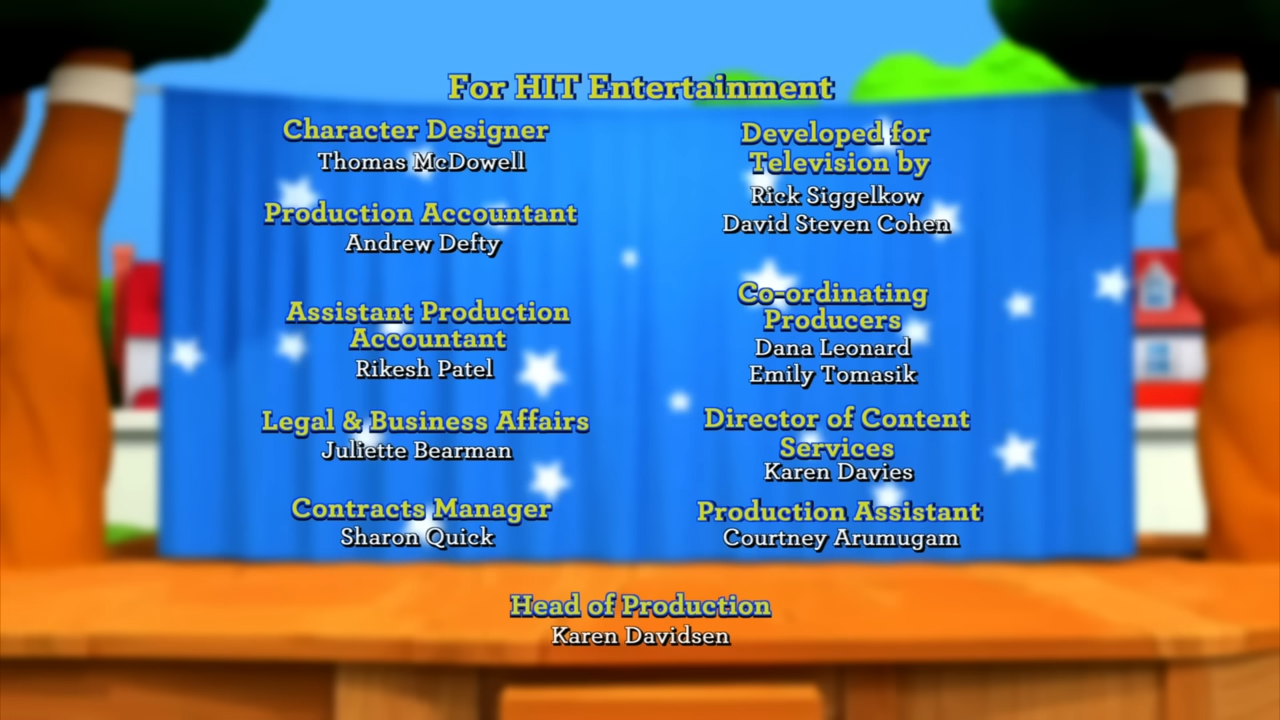 For HIT Entertainment
Character Designer
Thomas McDowell
Production Accountant
Andrew Defty
Assistant Production
Accountant
Rikesh Patel
Legal & Business Affairs
Juliette Bearman
Contracts Manager
Sharon Quick
Developed for
Television by
Rick Siggelkow
David Steven Cohen
Co-ordinating
Producers
Dana Leonard
Emily Tomasik
Director of Content
Services
Karen Davies
Production Assistant
Courtney Arumugam
Head of Production
Karen Davidsen